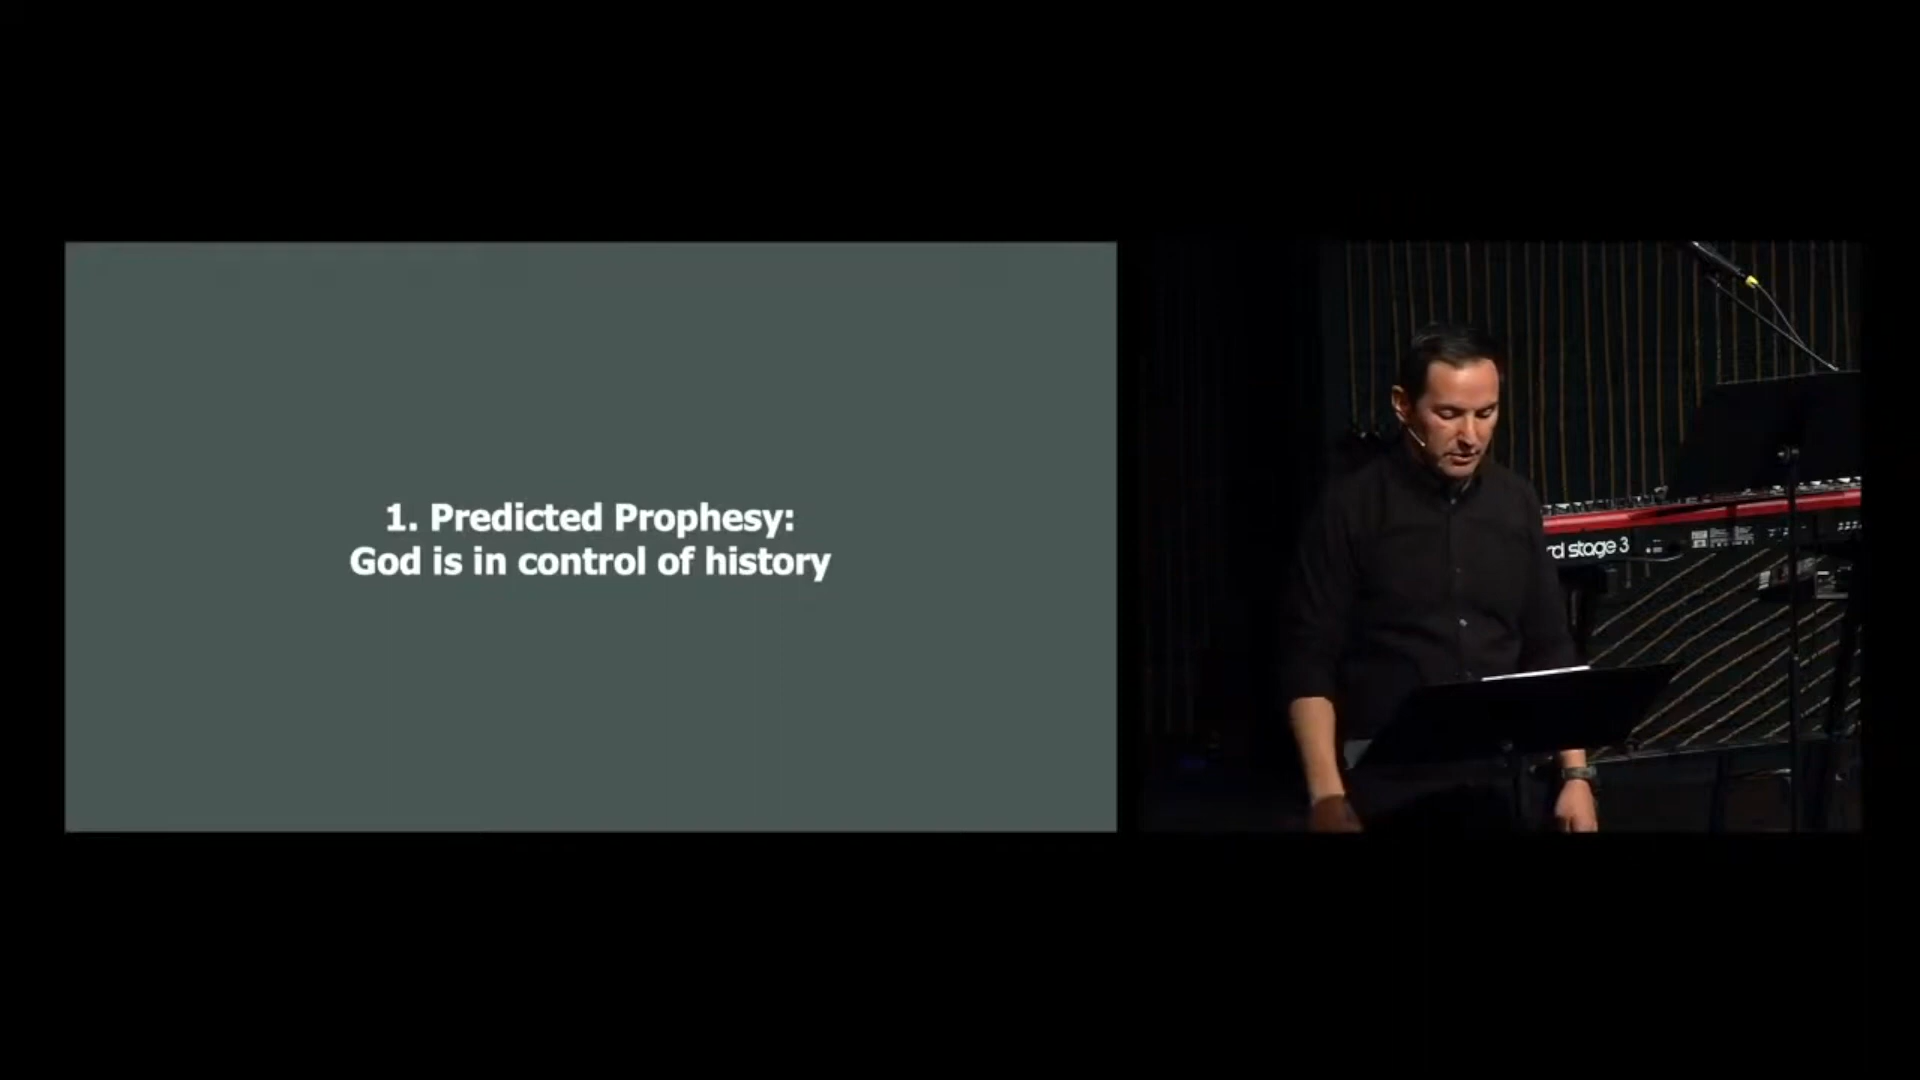 1. Predicted Prophesy:
God is in control of history
rd stage 3